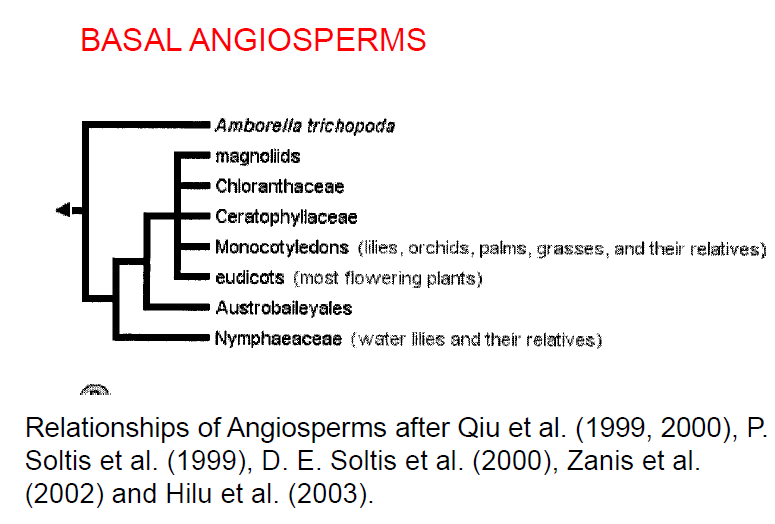 BASAL ANGIOSPERMS
Amborella trichopoda
magnoliids
Chloranthaceae
Ceratophyllaceae
Monocotyledons (lilies, orchids, palms, grasses, and their relatives)
eudicots (most flowering plants)
Austrobaileyales
Nymphaeaceae (water lilies and their relatives)
Relationships of Angiosperms after Qiu et al. (1999, 2000), P.
Soltis et al. (1999), D. E. Soltis et al. (2000), Zanis et al.
(2002) and Hilu et al. (2003).